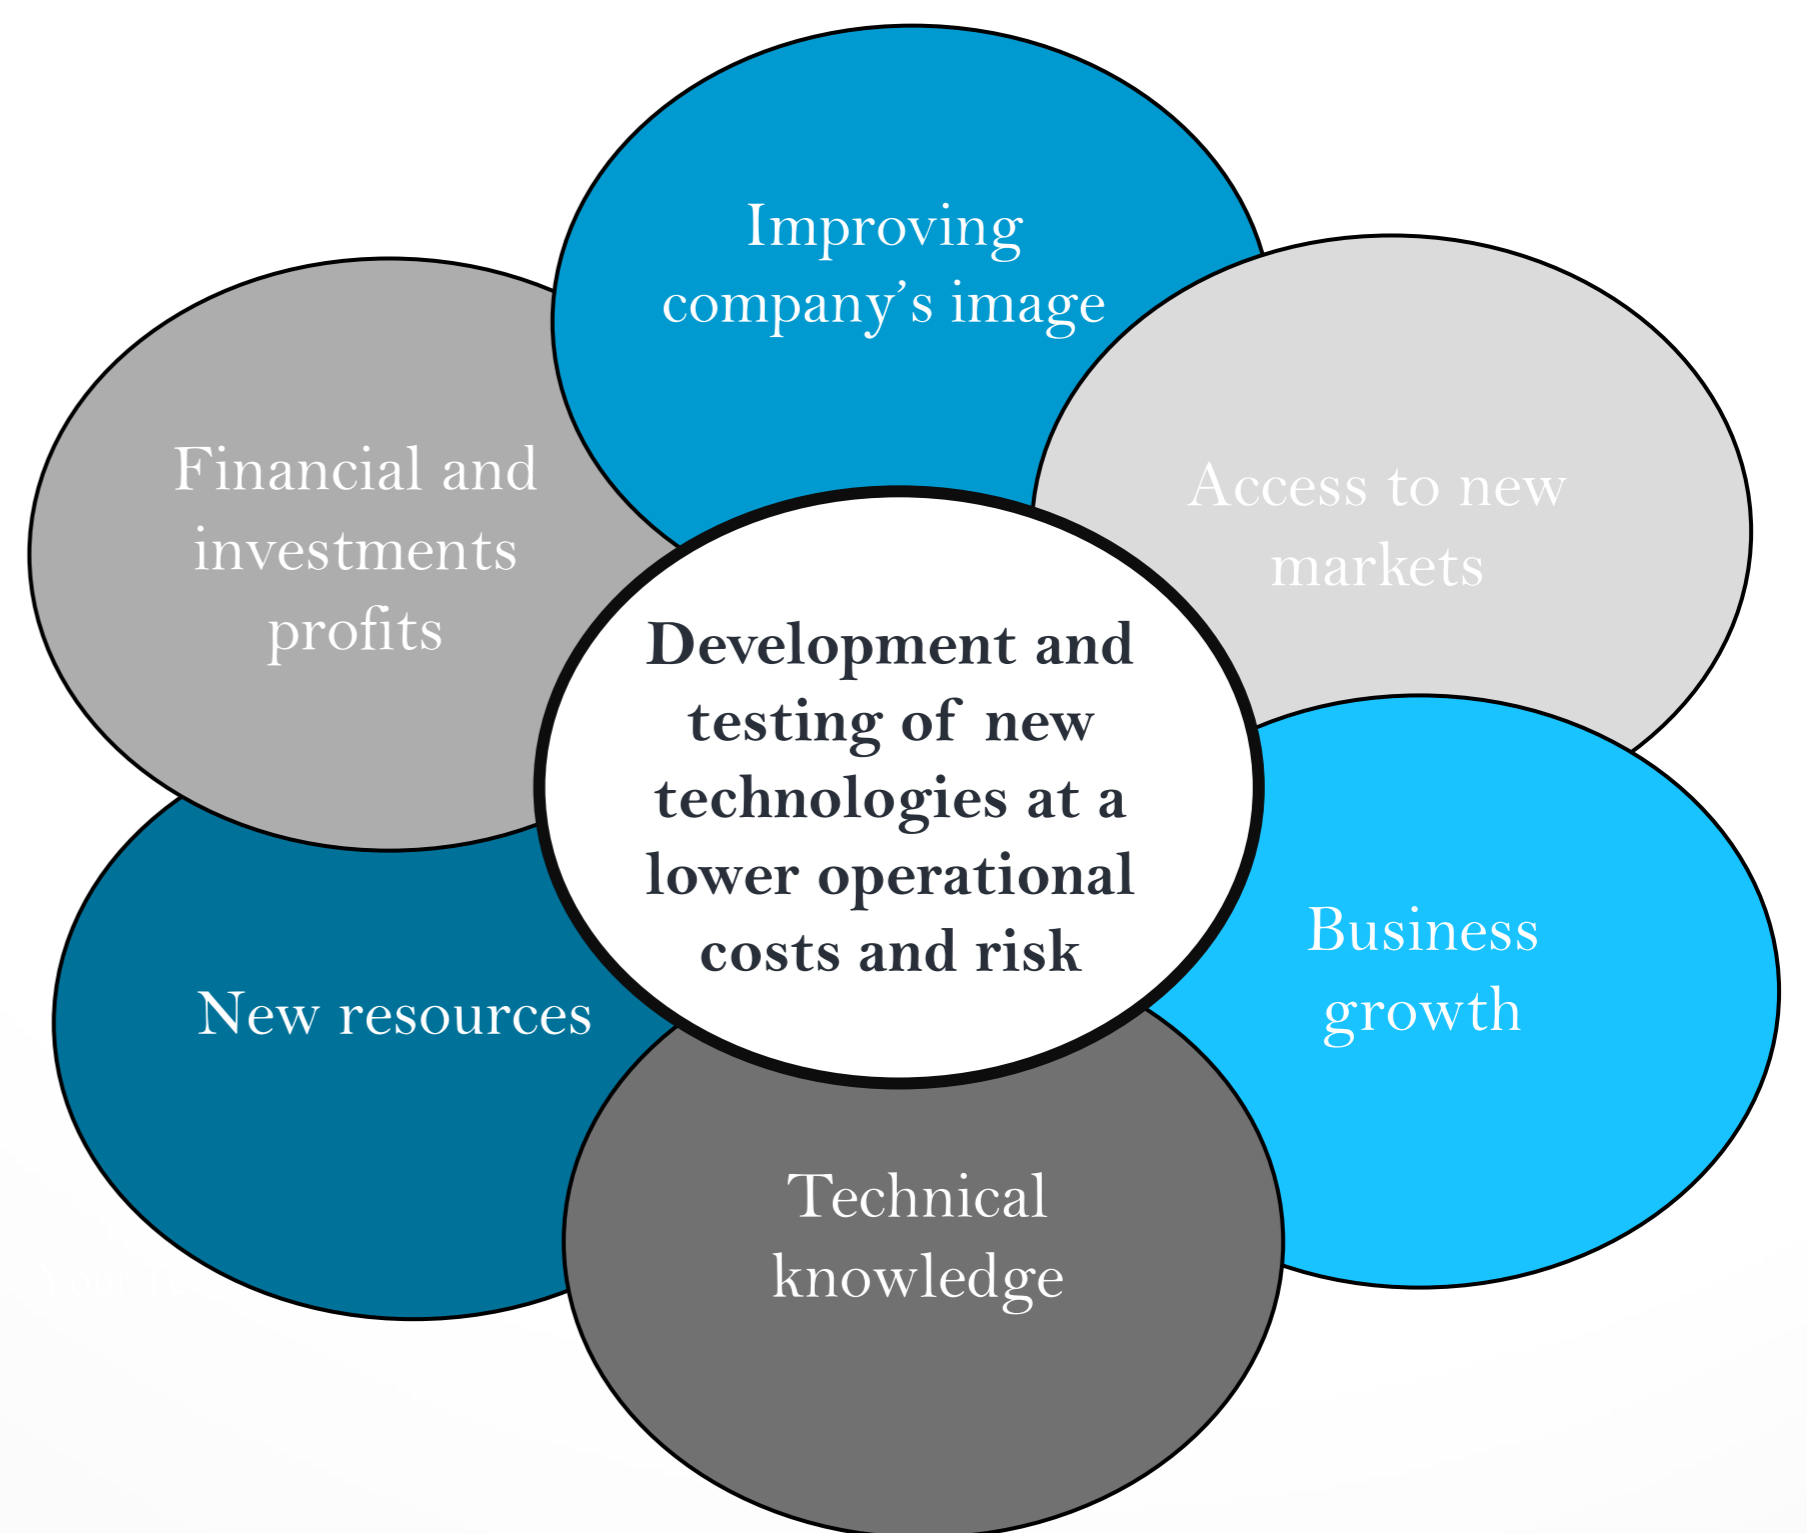 Improving
company’s image
Financial and
investments
profits
Access to new
markets
Development and
testing of new
technologies at a
lower operational
costs and risk
Business
growth
New resources
Technical
knowledge
Your